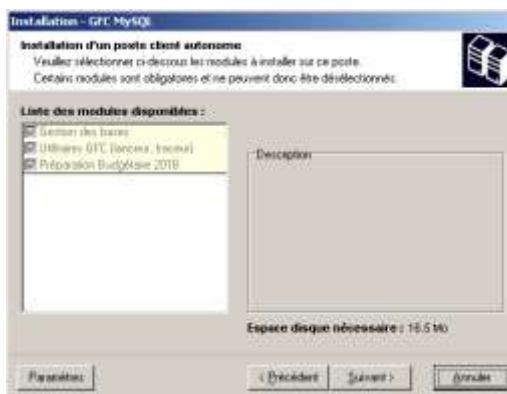 Installation - GFC MySQL
Installation d'un poste client autonome
Veuillez sélectionner ci-dessous les modules à installer sur ce poste.
Certains modules sont obligatoires et ne peuvent donc être désélectionnés.
Liste des modules disponibles :
Gestion des bases
Utilitaires GFC (lanceur, traceur)
Préparation Budgétaire 2018
Description
Espace disque nécessaire : 16.5 Mo
Paramètres
< Précédent
Suivant >
Annuler